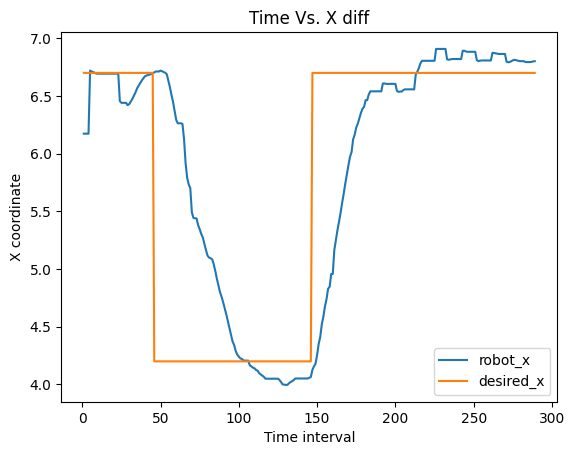 Time Vs. X diff
X coordinate
7.0
6.5
6.0
5.5
5.0
4.5
4.0
0 50 100 150 200 250 300
Time interval
robot_x
desired_x